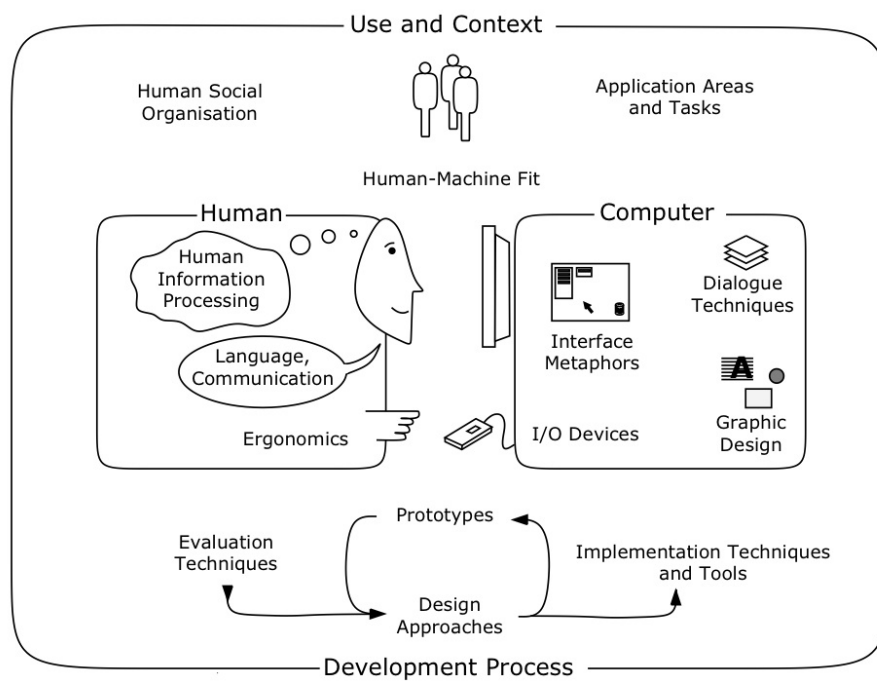 Use and Context
Human Social
Organisation
Application Areas
and Tasks
Human-Machine Fit
Human
Computer
Human
Information
Processing
Dialogue
Techniques
Interface
Metaphors
Language,
Communication
A
Graphic
Design
Ergonomics
I/O Devices
Prototypes
Evaluation
Techniques
Implementation Techniques
and Tools
Design
Approaches
Development Process